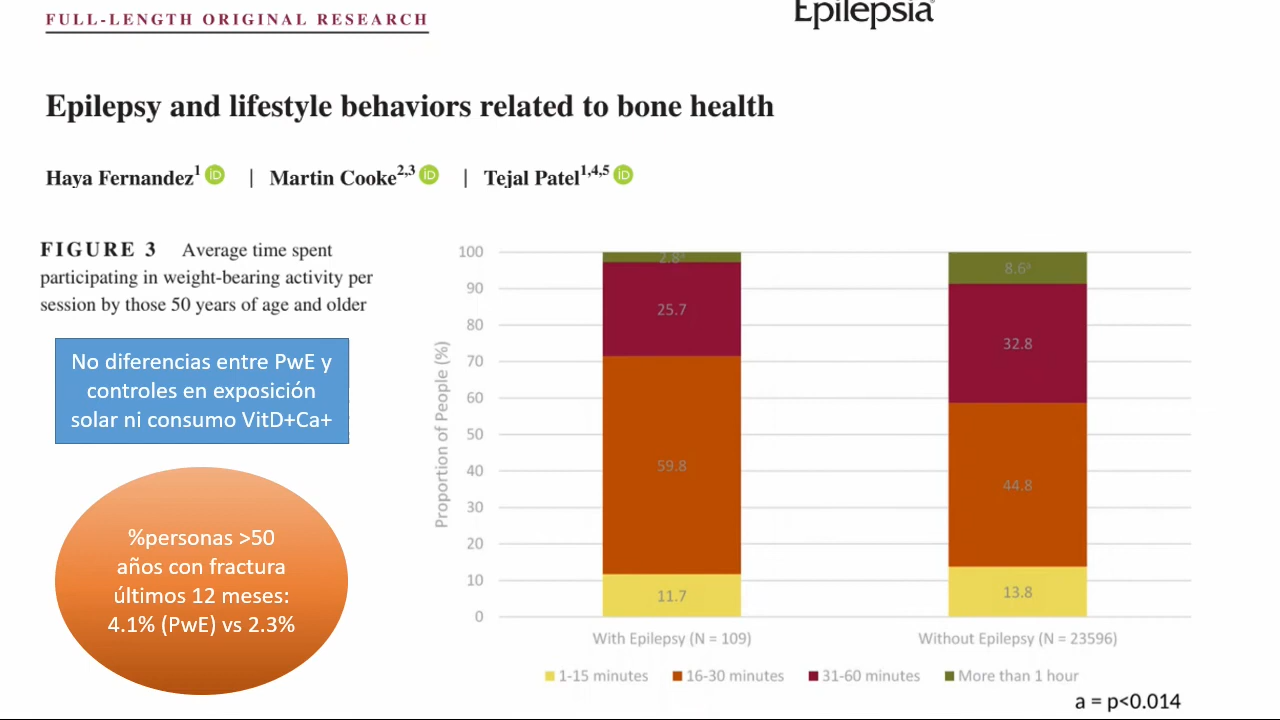 FULL-LENGTH ORIGINAL RESEARCH
Epilepsia®
Epilepsy and lifestyle behaviors related to bone health
Haya Fernandez¹ iD | Martin Cooke²,³ iD | Tejal Patel¹,⁴,⁵ iD
FIGURE 3 Average time spent
participating in weight-bearing activity per
session by those 50 years of age and older
No diferencias entre PwE y
controles en exposición
solar ni consumo VitD+Ca+
%personas >50
años con fractura
últimos 12 meses:
4.1% (PwE) vs 2.3%
Proportion of People (%)
100
90
80
70
60
50
40
30
20
10
0
2.8ᵃ
25.7
59.8
11.7
8.6ᵃ
32.8
44.8
13.8
With Epilepsy (N = 109)
Without Epilepsy (N = 23596)
1-15 minutes
16-30 minutes
31-60 minutes
More than 1 hour
a = p<0.014